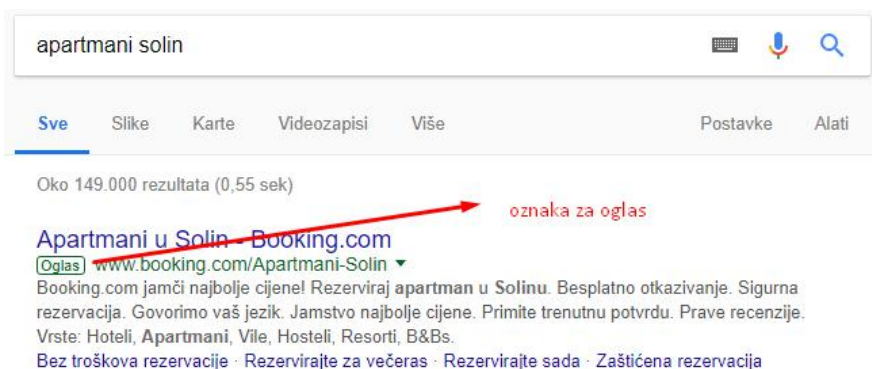 apartmani solin
Sve Slike Karte Videozapisi Više Postavke Alati
Oko 149.000 rezultata (0,55 sek)
oznaka za oglas
Apartmani u Solin - Booking.com
Oglas www.booking.com/Apartmani-Solin
Booking.com jamči najbolje cijene! Rezerviraj apartman u Solinu. Besplatno otkazivanje. Sigurna
rezervacija. Govorimo vaš jezik. Jamstvo najbolje cijene. Primite trenutnu potvrdu. Prave recenzije.
Vrste: Hoteli, Apartmani, Vile, Hosteli, Resorti, B&Bs.
Bez troškova rezervacije · Rezervirajte za večeras · Rezervirajte sada · Zaštićena rezervacija